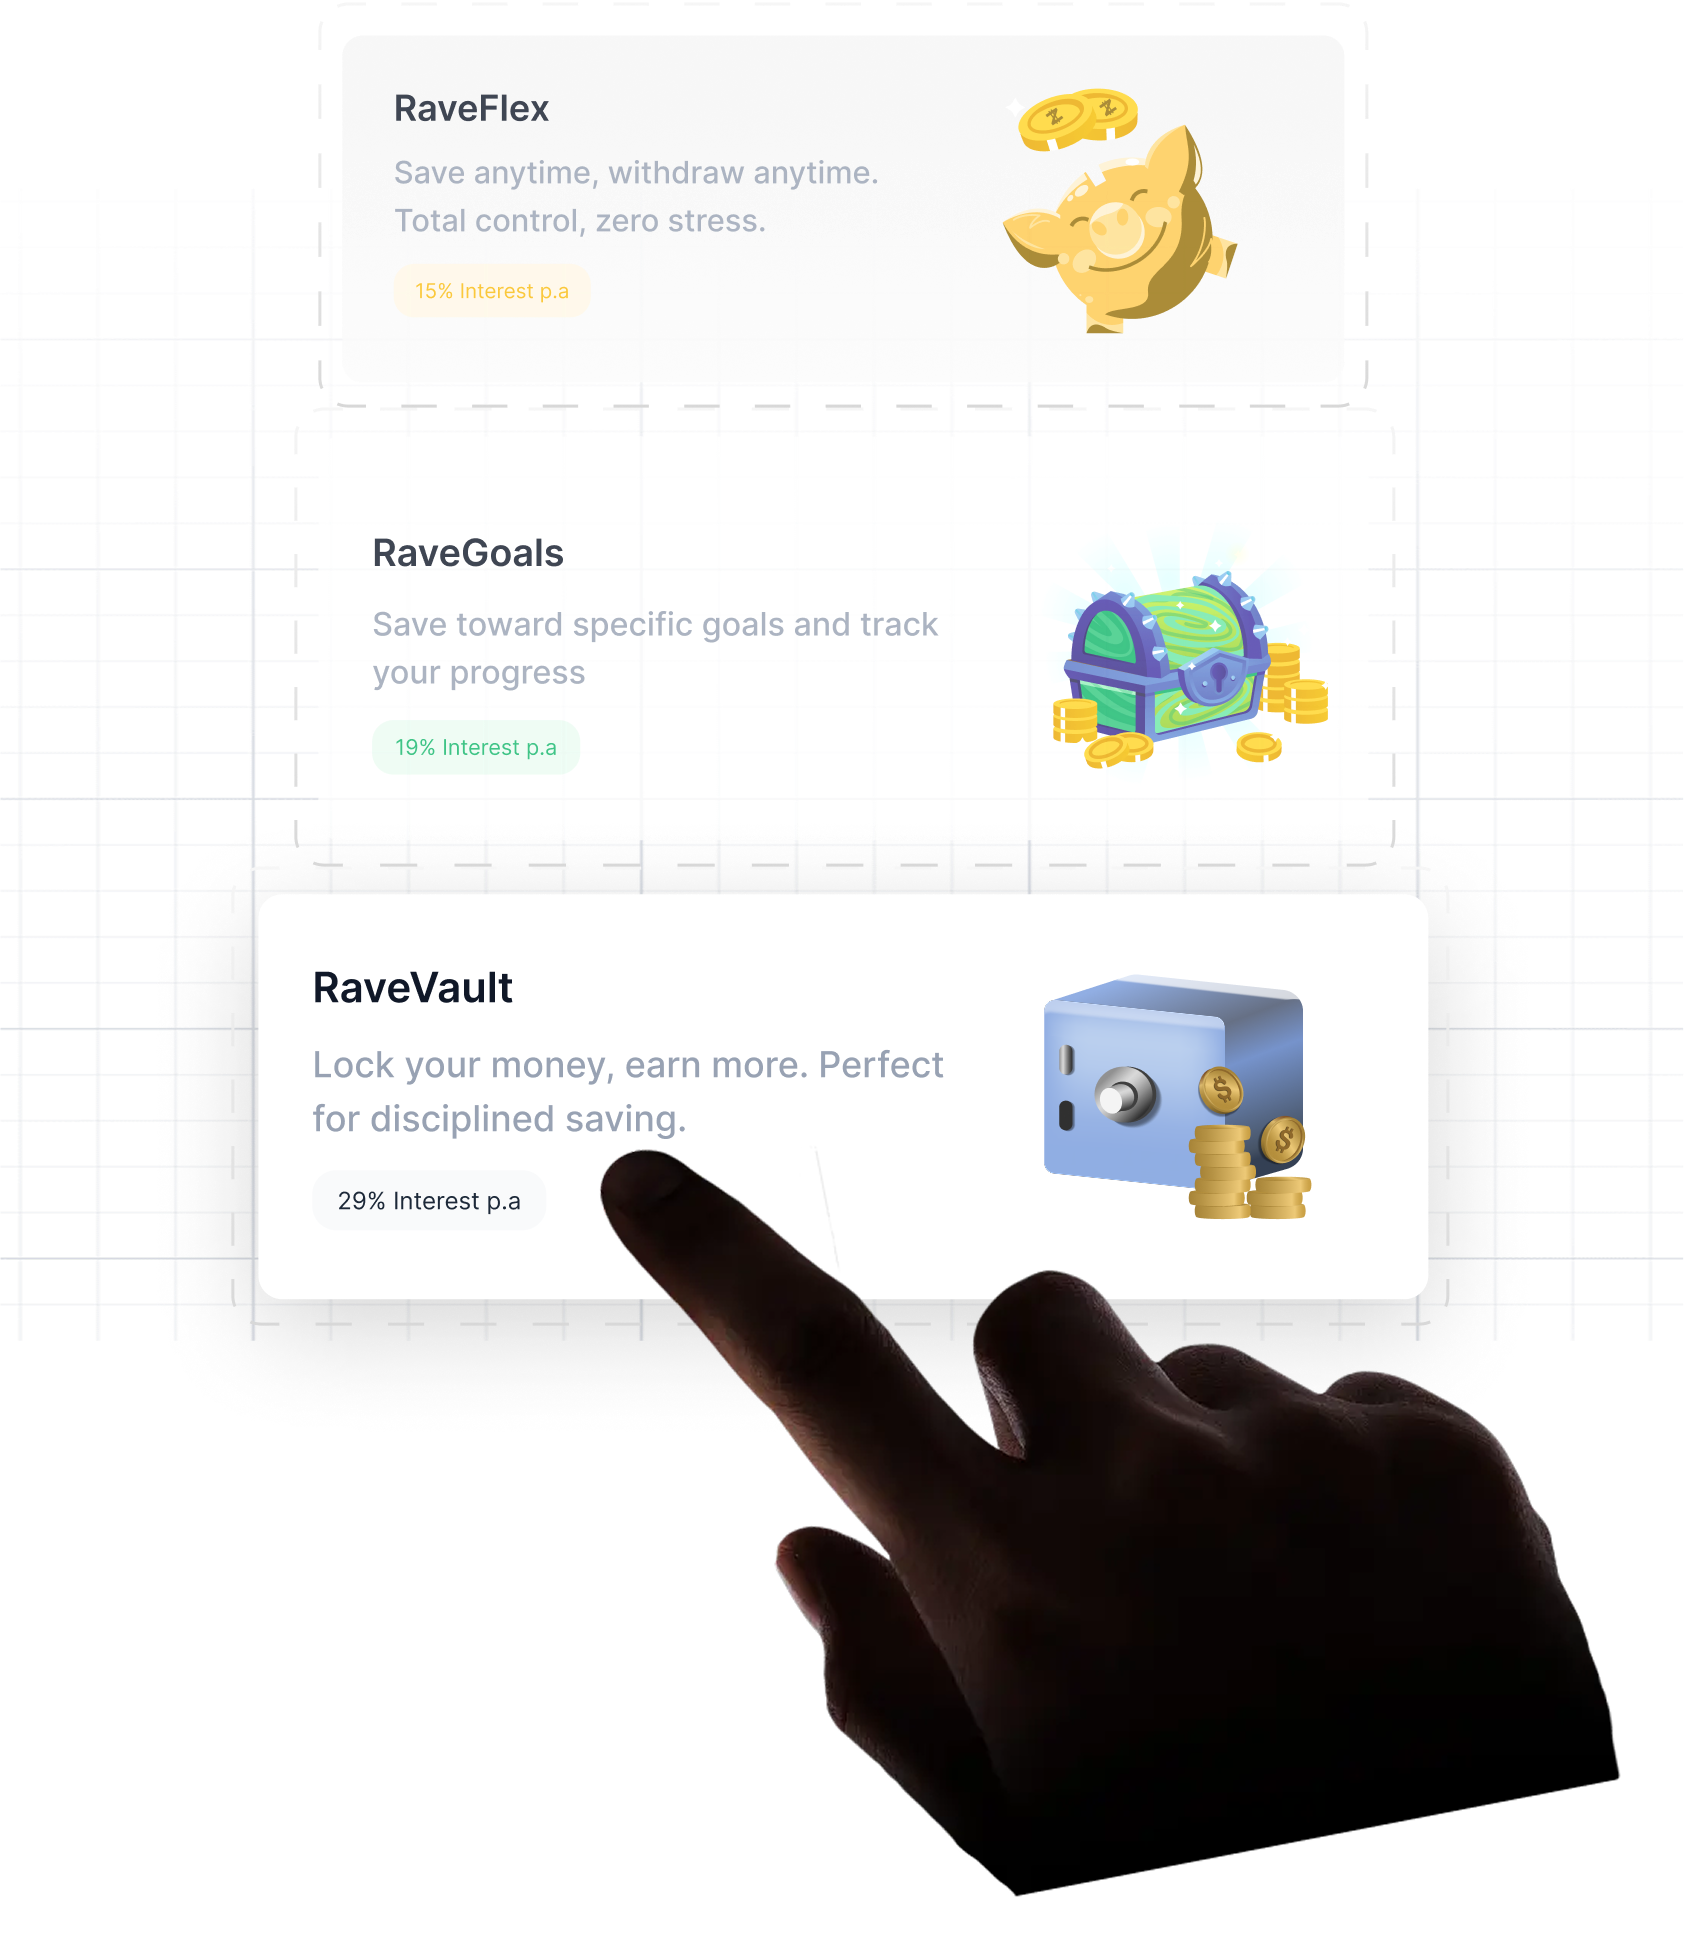 RaveFlex
Save anytime, withdraw anytime.
Total control, zero stress.
15% Interest p.a
RaveGoals
Save toward specific goals and track
your progress
19% Interest p.a
RaveVault
Lock your money, earn more. Perfect
for disciplined saving.
29% Interest p.a